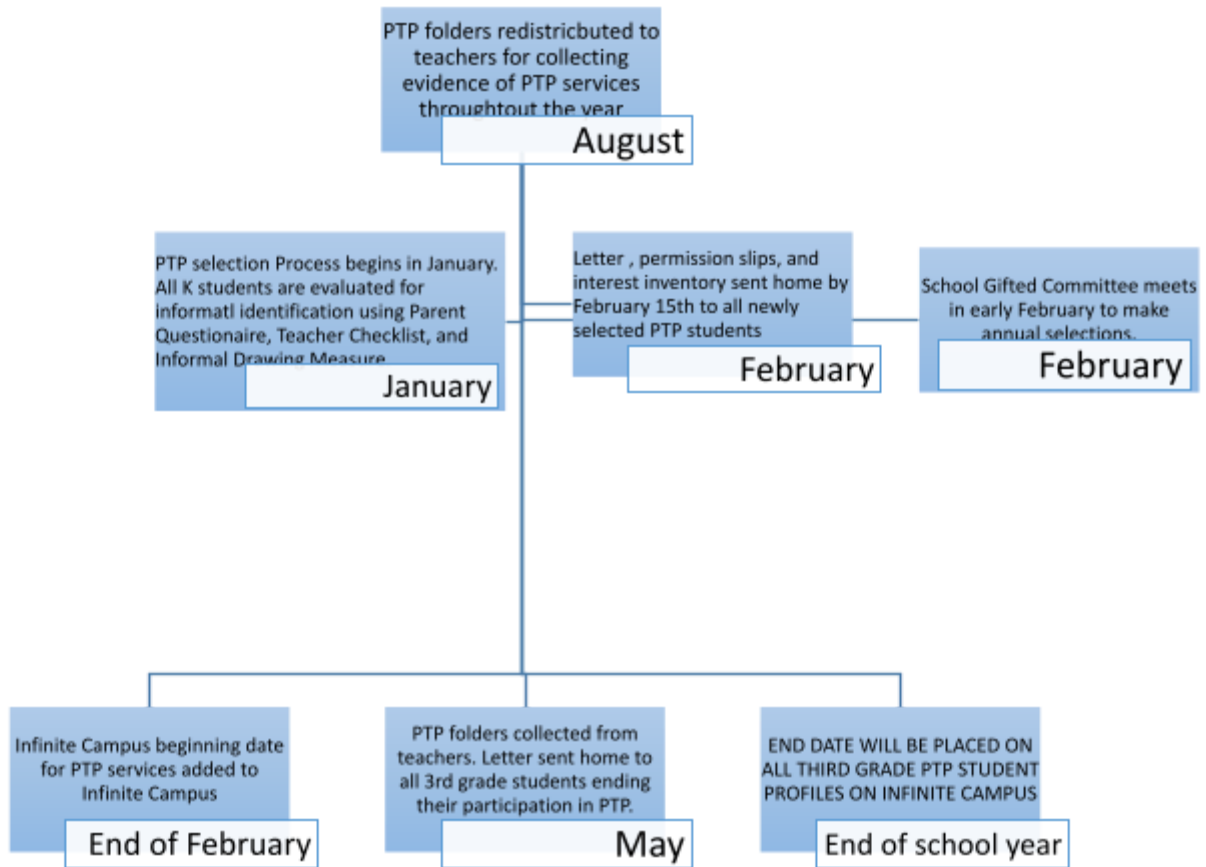 PTP folders redistricbuted to
teachers for collecting
evidence of PTP services
throughtout the year
August
PTP selection Process begins in January.
All K students are evaluated for
informatl identification using Parent
Questionaire, Teacher Checklist, and
Informal Drawing Measure
January
Letter , permission slips, and
interest inventory sent home by
February 15th to all newly
selected PTP students
February
School Gifted Committee meets
in early February to make
annual selections.
February
Infinite Campus beginning date
for PTP services added to
Infinite Campus
End of February
PTP folders collected from
teachers. Letter sent home to
all 3rd grade students ending
their participation in PTP.
May
END DATE WILL BE PLACED ON
ALL THIRD GRADE PTP STUDENT
PROFILES ON INFINITE CAMPUS
End of school year